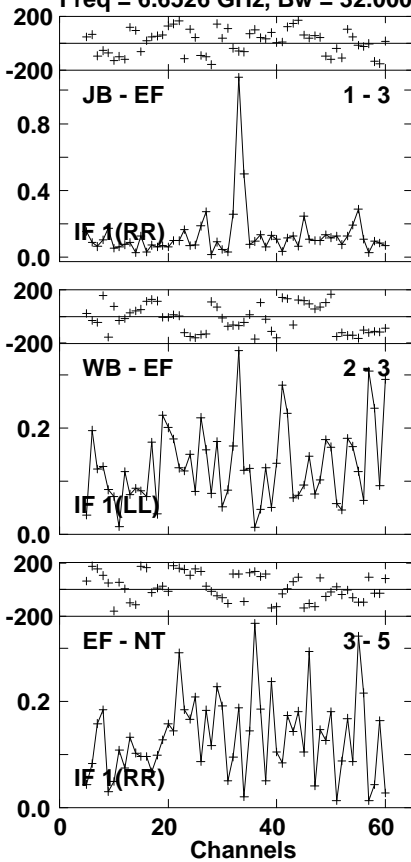 Freq = 6.6526 GHz, Bw = 32.000
200
-200
JB - EF 1 - 3
0.8
0.4
IF 1(RR)
0.0
200
-200
WB - EF 2 - 3
0.2
IF 1(LL)
0.0
200
-200
EF - NT 3 - 5
0.2
IF 1(RR)
0.0
0 20 40 60
Channels